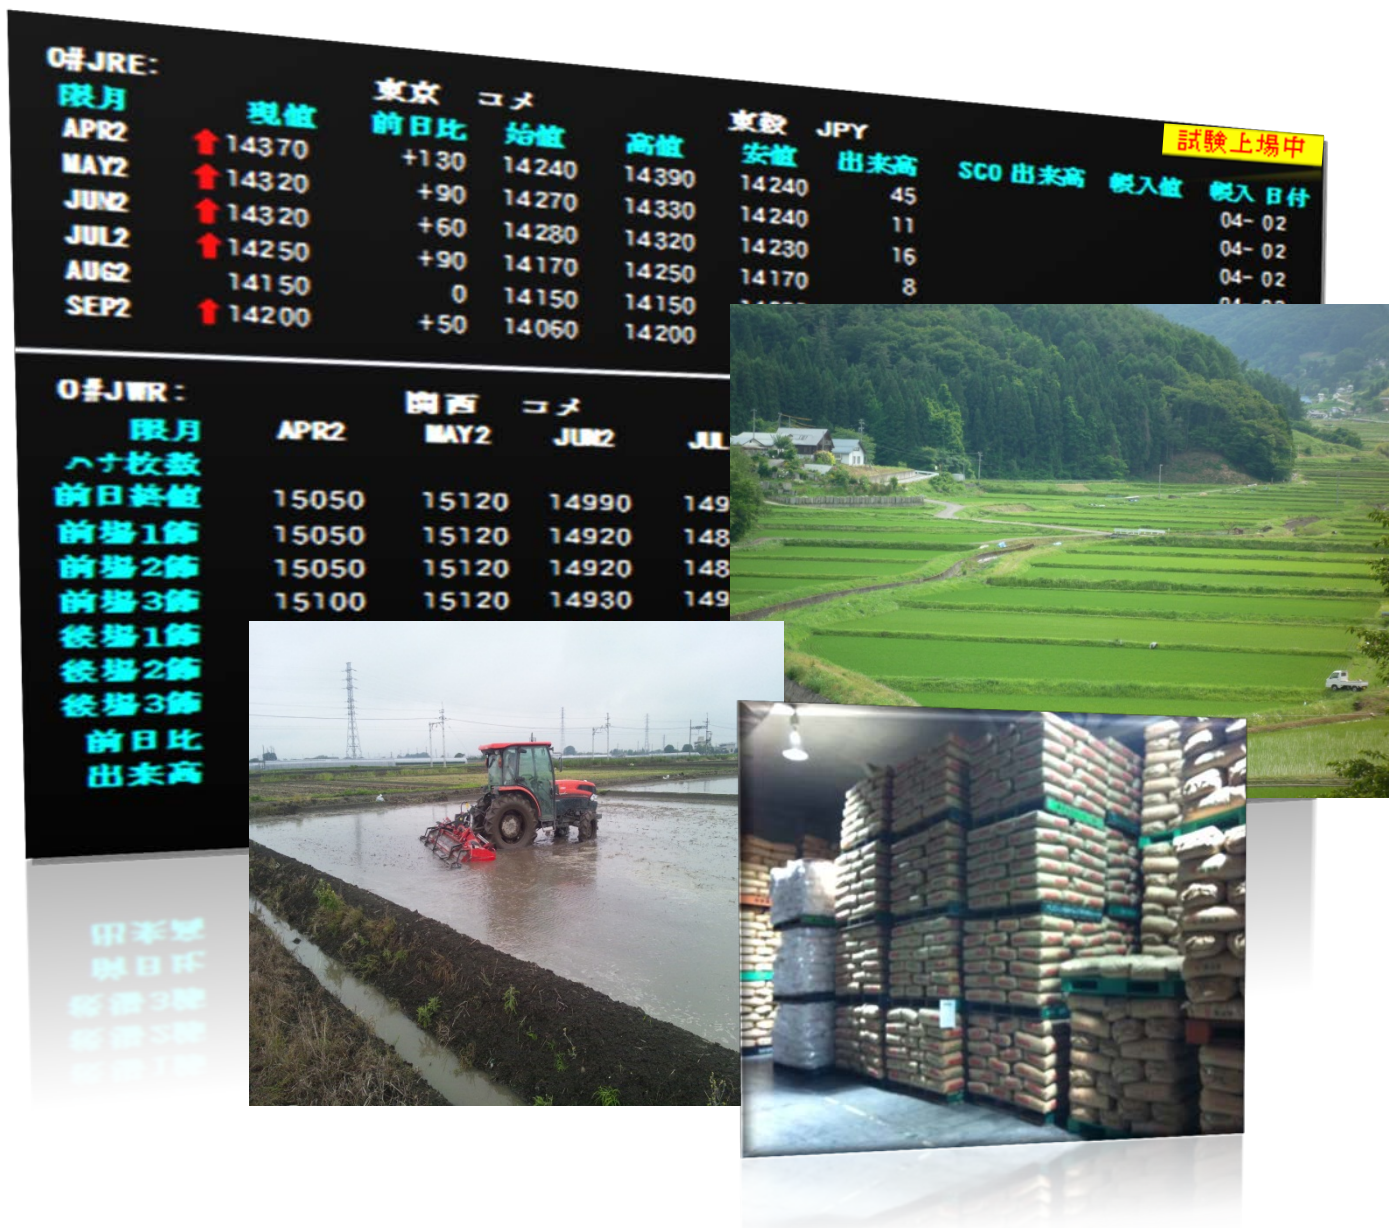 0#JRE:
東京 コメ 東穀 JPY
試験上場中
限月 現値 前日比 始値 高値 安値 出来高 SCO 出来高 帳入値 帳入 日付
APR2 14370 +130 14240 14390 14240 45 04- 02
MAY2 14320 +90 14270 14330 14240 11 04- 02
JUN2 14320 +60 14280 14320 14230 16 04- 02
JUL2 14250 +90 14170 14250 14170 8
AUG2 14150 0 14150 14150
SEP2 14200 +50 14060 14200
0#JWR:
関西 コメ
限月 APR2 MAY2 JUN2 JUL
ハナ枚数
前日終値 15050 15120 14990 149
前場1節 15050 15120 14920 148
前場2節 15050 15120 14920 148
前場3節 15100 15120 14930 149
後場1節
後場2節
後場3節
前日比
出来高